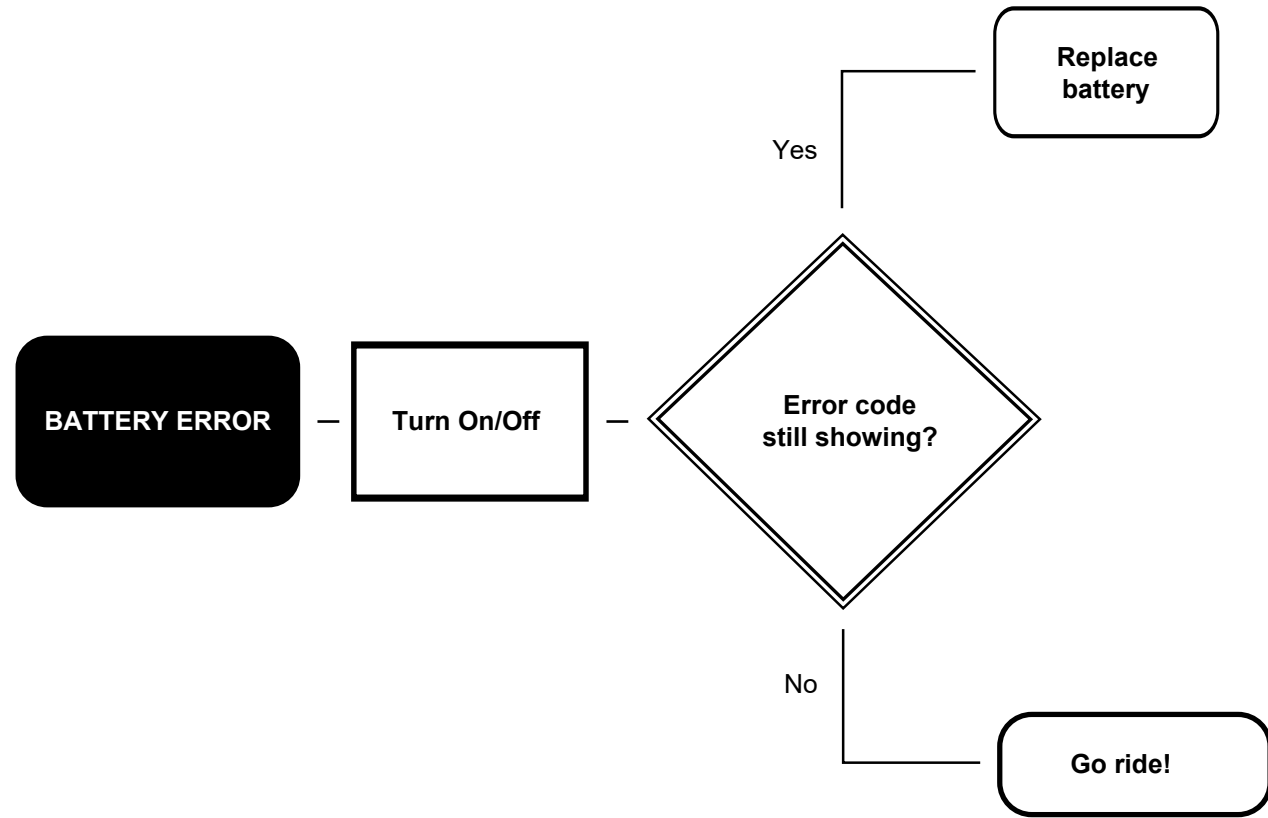 Replace
battery
Yes
BATTERY ERROR
Turn On/Off
Error code
still showing?
No
Go ride!